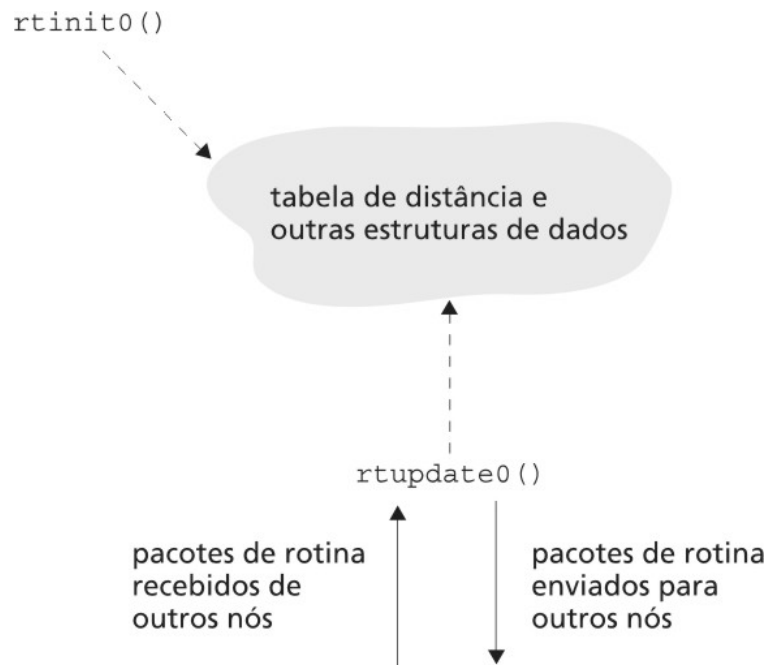 rtinit0()
tabela de distância e
outras estruturas de dados
rtupdate0()
pacotes de rotina
recebidos de
outros nós
pacotes de rotina
enviados para
outros nós